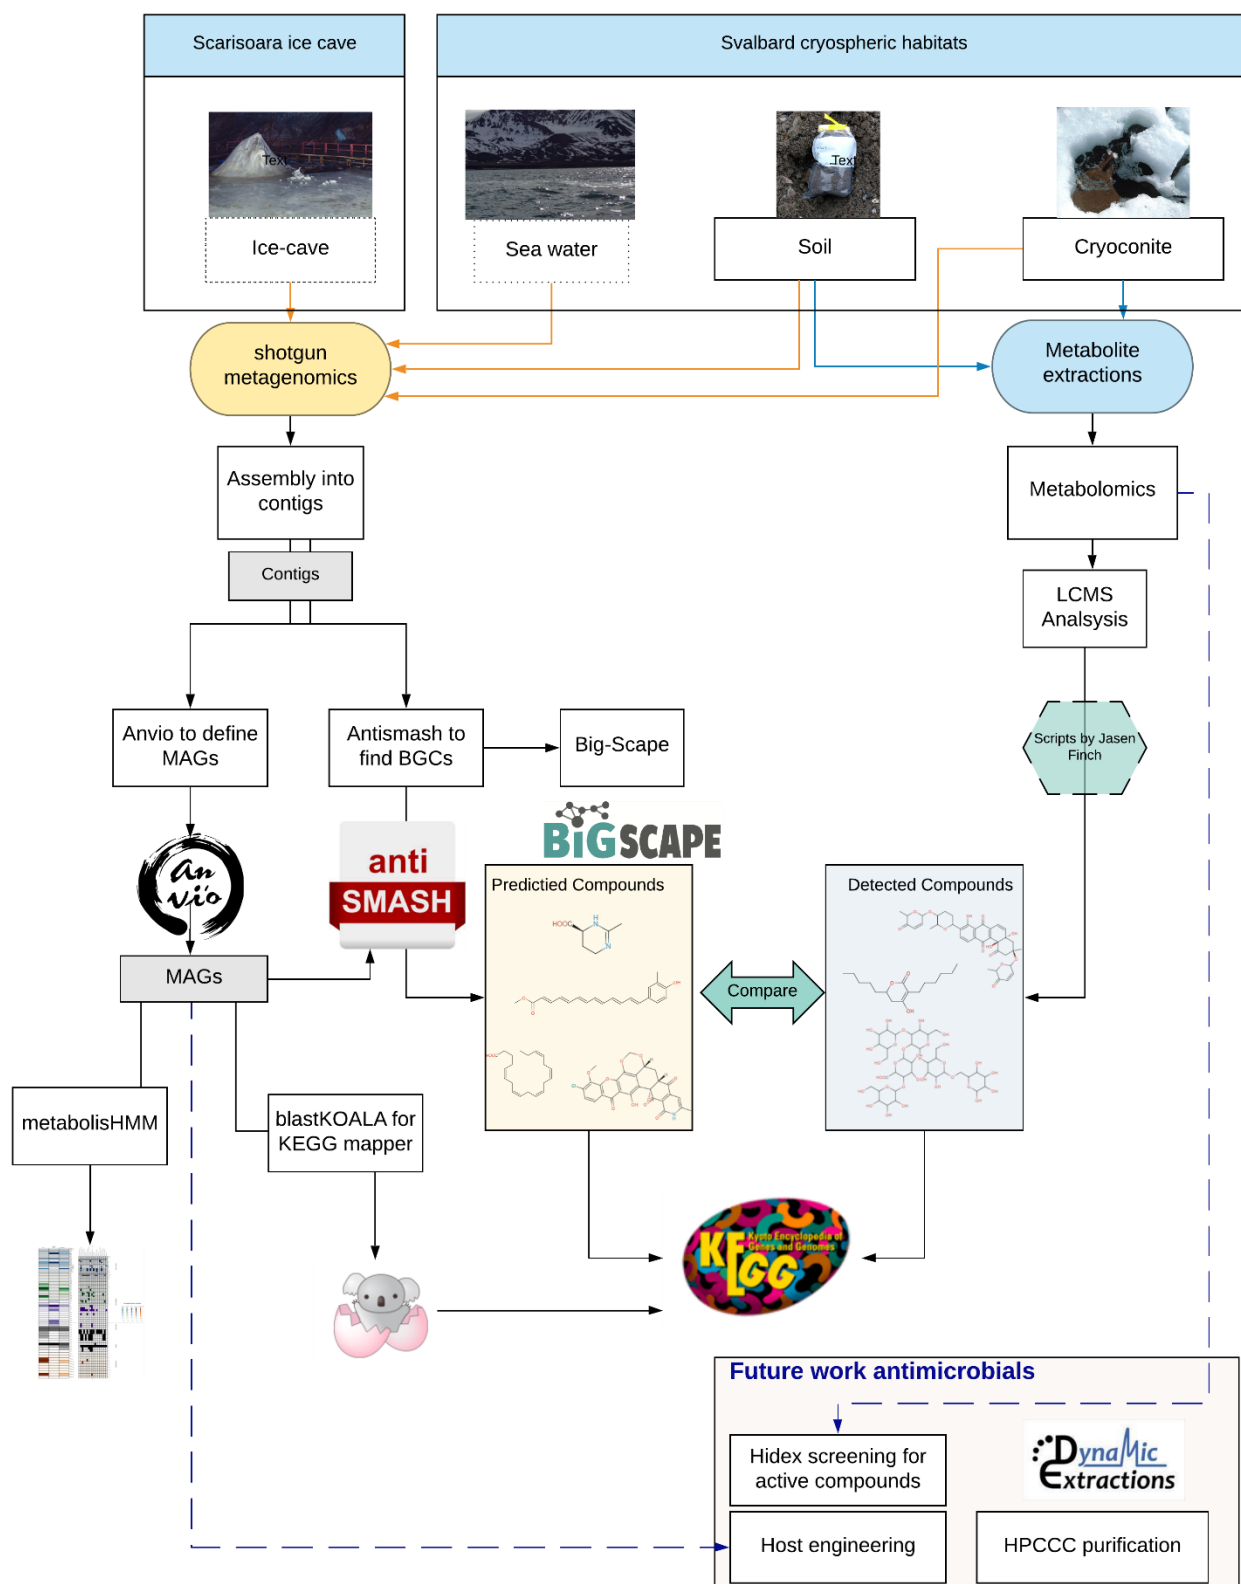 Scarisoara ice cave
Svalbard cryospheric habitats
Text
Text
Ice-cave
Sea water
Soil
Cryoconite
shotgun
metagenomics
Metabolite
extractions
Assembly into
contigs
Metabolomics
Contigs
LCMS
Analsysis
Anvio to define
MAGs
Antismash to
find BGCs
Big-Scape
Scripts by Jasen
Finch
BiGSCAPE
an
vi'o
anti
SMASH
Predictied Compounds
Detected Compounds
Compare
MAGs
metabolisHMM
blastKOALA for
KEGG mapper
KEGG
Kyoto Encyclopedia of
Genes and Genomes
Future work antimicrobials
Hidex screening for
active compounds
DynaMic
Extractions
Host engineering
HPCCC purification